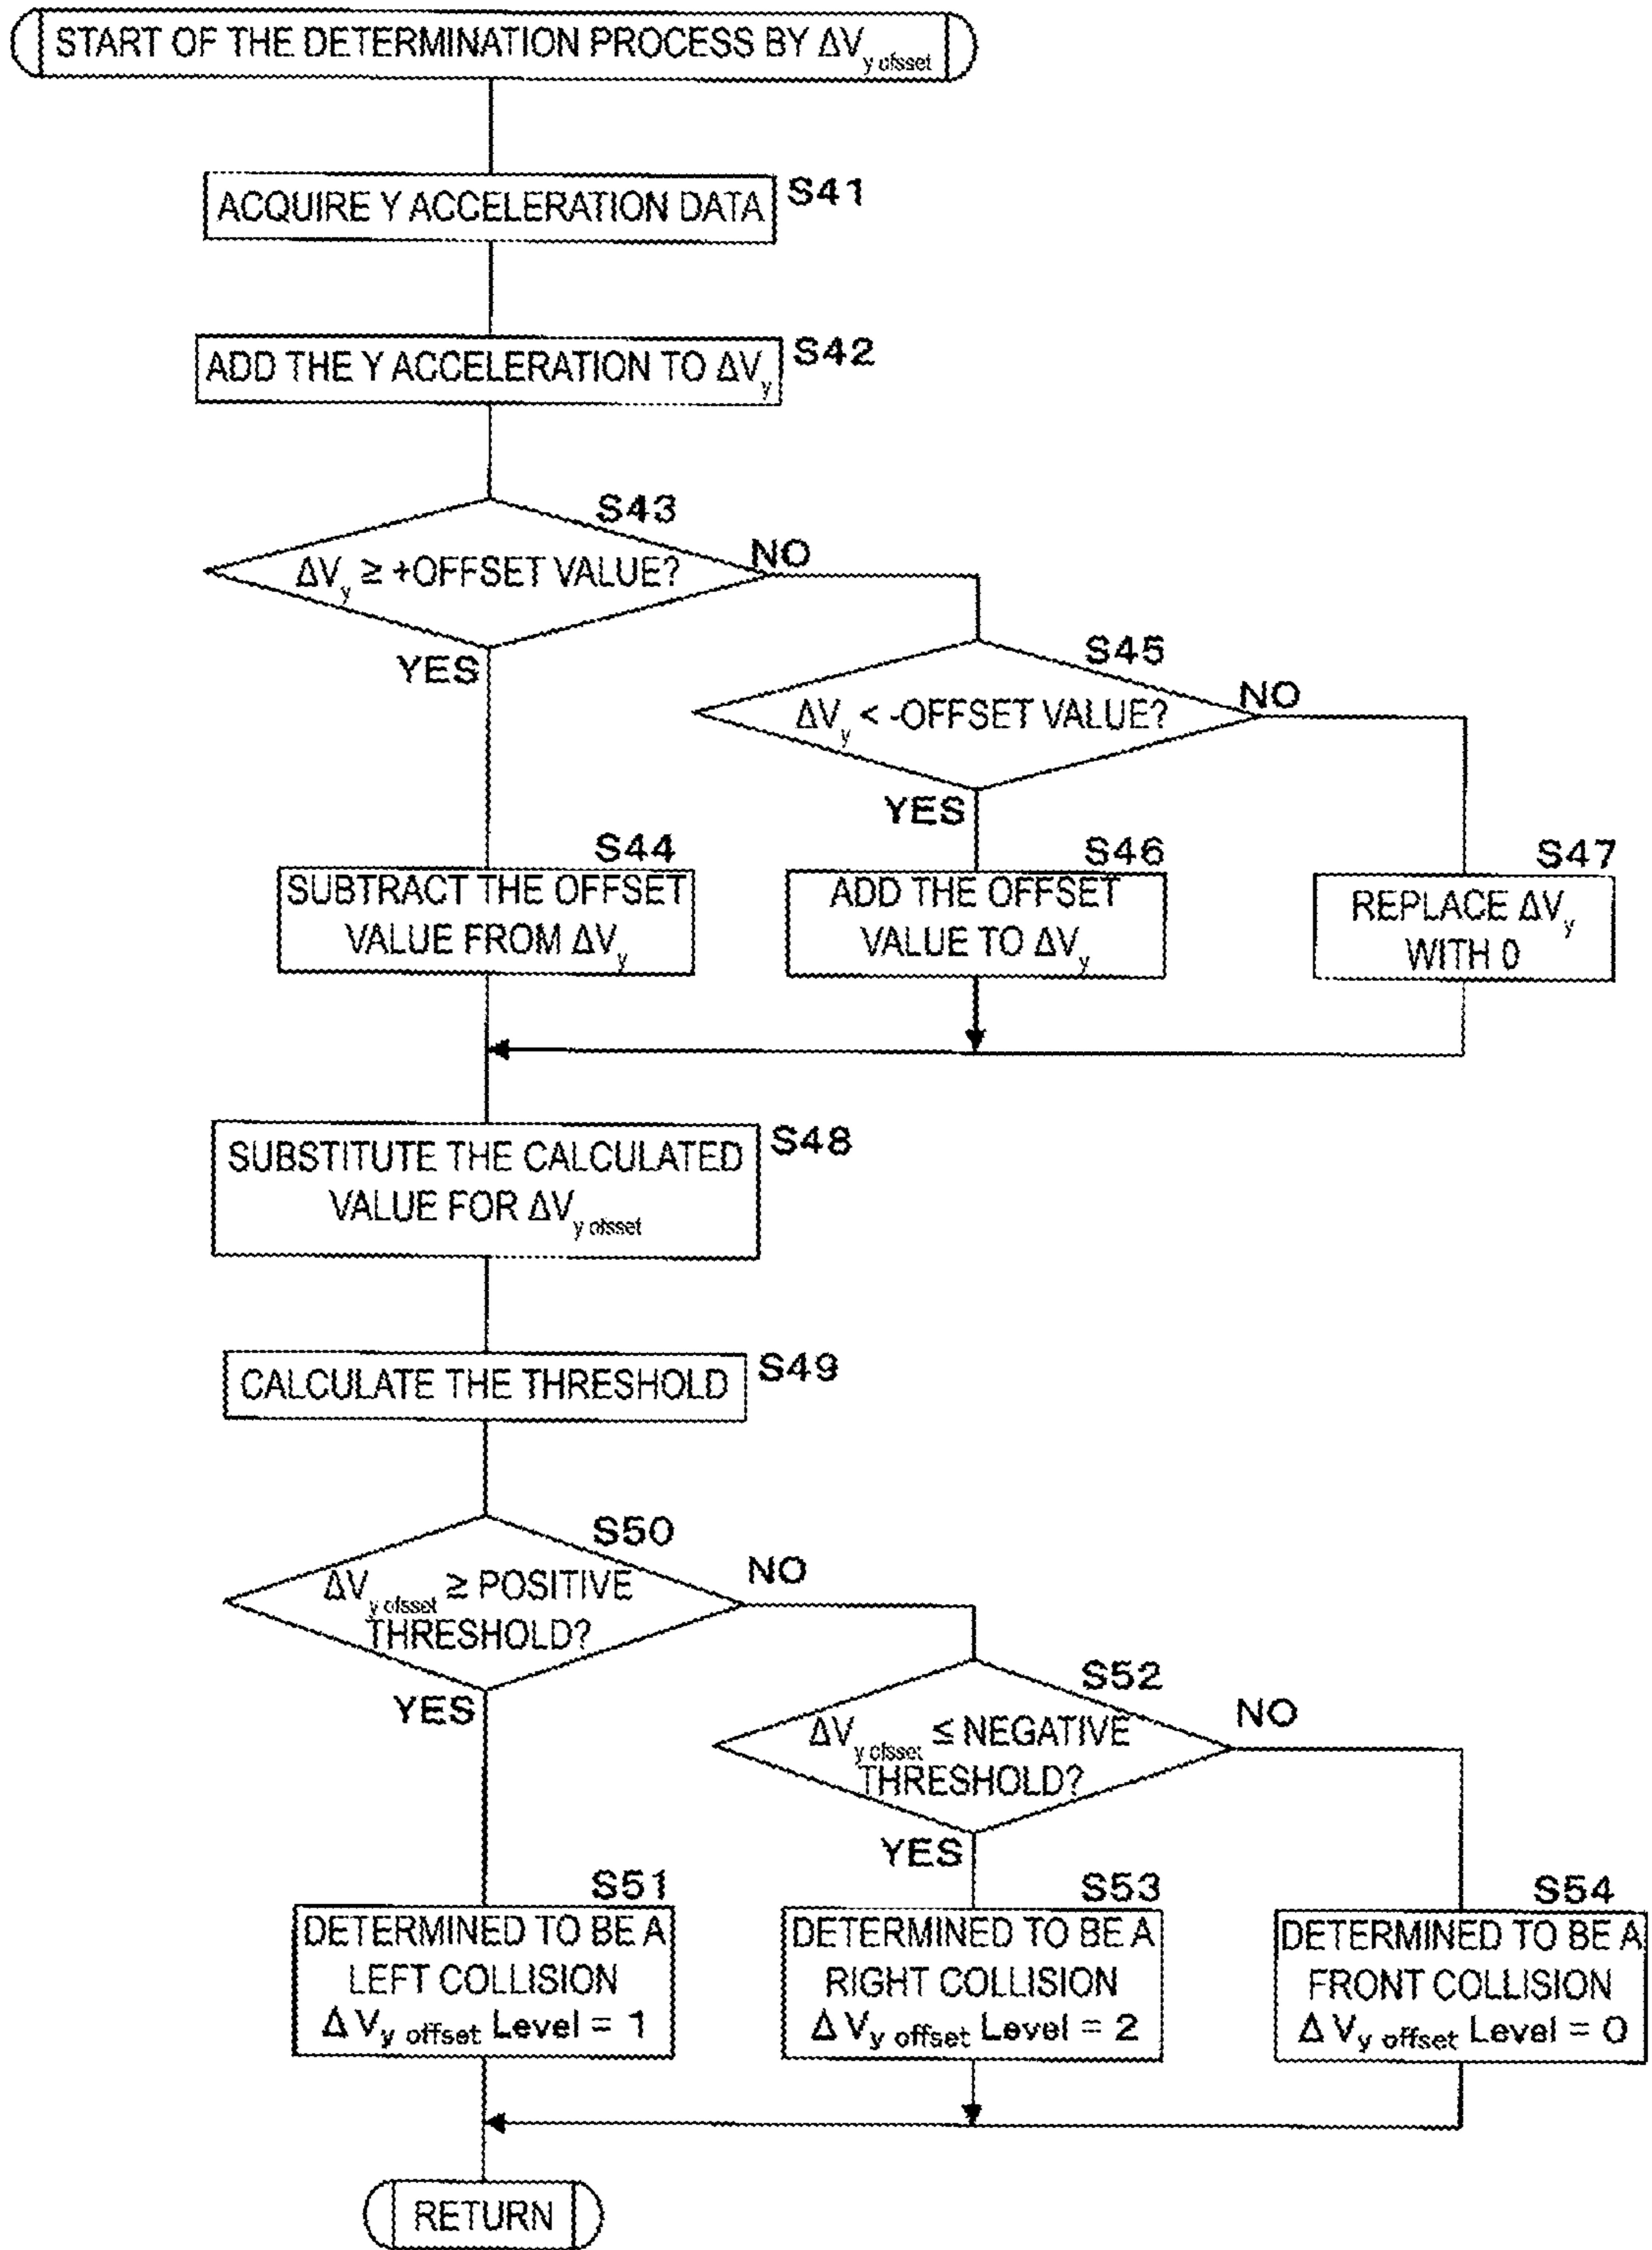 START OF THE DETERMINATION PROCESS BY ΔVy ofsset
S41
ACQUIRE Y ACCELERATION DATA
S42
ADD THE Y ACCELERATION TO ΔVy
S43
ΔVy ≥ +OFFSET VALUE?
NO
YES
S45
ΔVy < -OFFSET VALUE?
NO
YES
S44
SUBTRACT THE OFFSET
VALUE FROM ΔVy
S46
ADD THE OFFSET
VALUE TO ΔVy
S47
REPLACE ΔVy
WITH 0
S48
SUBSTITUTE THE CALCULATED
VALUE FOR ΔVy ofsset
S49
CALCULATE THE THRESHOLD
S50
ΔVy ofsset ≥ POSITIVE
THRESHOLD?
NO
YES
S52
ΔVy ofsset ≤ NEGATIVE
THRESHOLD?
NO
YES
S51
DETERMINED TO BE A
LEFT COLLISION
ΔVy offset Level = 1
S53
DETERMINED TO BE A
RIGHT COLLISION
ΔVy offset Level = 2
S54
DETERMINED TO BE A
FRONT COLLISION
ΔVy offset Level = 0
RETURN